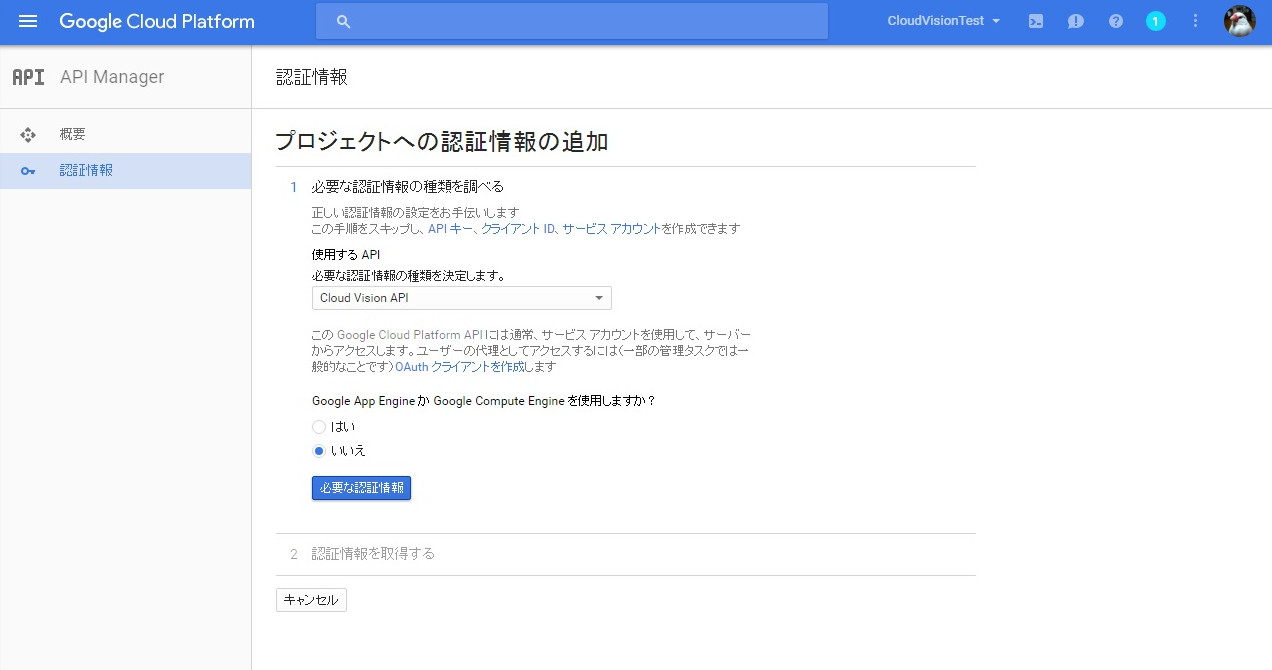 Google Cloud Platform
CloudVisionTest
1
API API Manager
認証情報
概要
認証情報
プロジェクトへの認証情報の追加
1 必要な認証情報の種類を調べる
正しい認証情報の設定をお手伝いします
この手順をスキップし、API キー、クライアント ID、サービス アカウントを作成できます
使用する API
必要な認証情報の種類を決定します。
Cloud Vision API
この Google Cloud Platform APIには通常、サービス アカウントを使用して、サーバー
からアクセスします。ユーザーの代理としてアクセスするには(一部の管理タスクでは一
般的なことです)OAuth クライアントを作成します
Google App Engineか Google Compute Engine を使用しますか?
はい
いいえ
必要な認証情報
2 認証情報を取得する
キャンセル